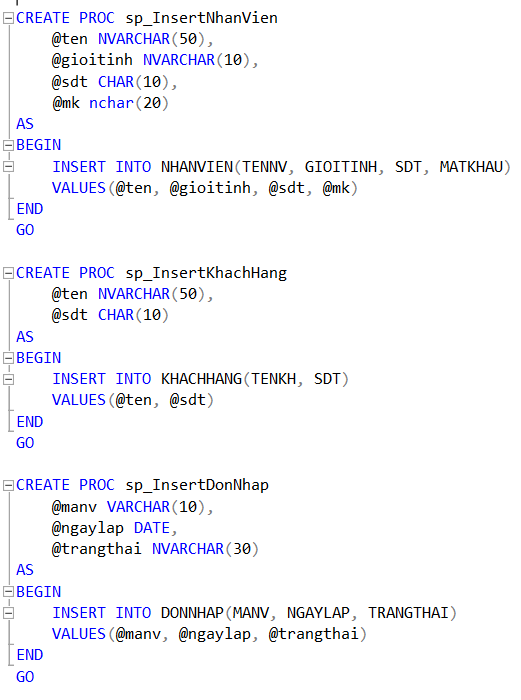 CREATE PROC sp_InsertNhanVien
    @ten NVARCHAR(50),
    @gioitinh NVARCHAR(10),
    @sdt CHAR(10),
    @mk nchar(20)
AS
BEGIN
    INSERT INTO NHANVIEN(TENNV, GIOITINH, SDT, MATKHAU)
    VALUES(@ten, @gioitinh, @sdt, @mk)
END
GO

CREATE PROC sp_InsertKhachHang
    @ten NVARCHAR(50),
    @sdt CHAR(10)
AS
BEGIN
    INSERT INTO KHACHHANG(TENKH, SDT)
    VALUES(@ten, @sdt)
END
GO

CREATE PROC sp_InsertDonNhap
    @manv VARCHAR(10),
    @ngaylap DATE,
    @trangthai NVARCHAR(30)
AS
BEGIN
    INSERT INTO DONNHAP(MANV, NGAYLAP, TRANGTHAI)
    VALUES(@manv, @ngaylap, @trangthai)
END
GO